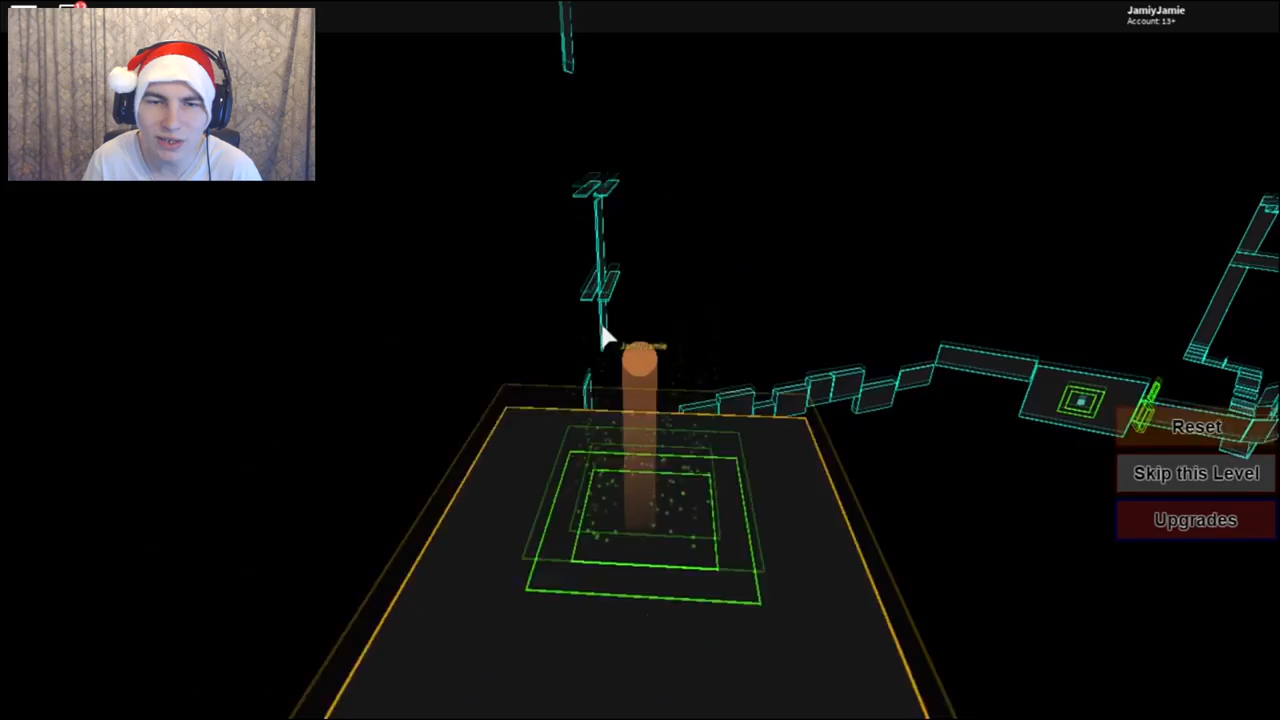 JamiyJamie
Account: 13+
Reset
Skip this Level
Upgrades